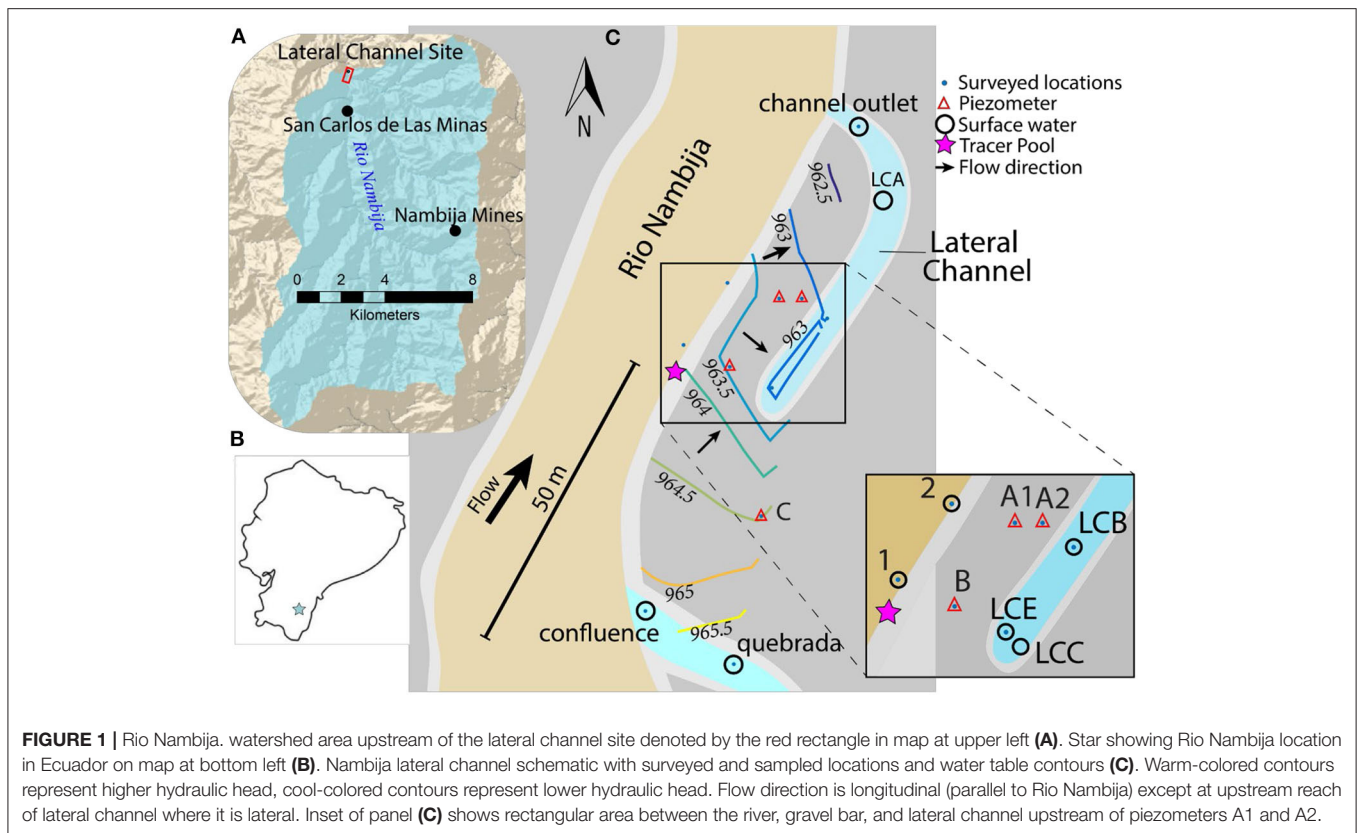 A
Lateral Channel Site
San Carlos de Las Minas
Rio Nambija
Nambija Mines
0 2 4 8
Kilometers
B
C
N
Rio Nambija
Flow
50 m
channel outlet
LCA
Lateral
Channel
962.5
963
963
963.5
964
964.5
C
965
965.5
confluence
quebrada
Surveyed locations
Piezometer
Surface water
Tracer Pool
Flow direction
2
A1 A2
LCB
1
B
LCE
LCC
FIGURE 1 | Rio Nambija. watershed area upstream of the lateral channel site denoted by the red rectangle in map at upper left (A). Star showing Rio Nambija location
in Ecuador on map at bottom left (B). Nambija lateral channel schematic with surveyed and sampled locations and water table contours (C). Warm-colored contours
represent higher hydraulic head, cool-colored contours represent lower hydraulic head. Flow direction is longitudinal (parallel to Rio Nambija) except at upstream reach
of lateral channel where it is lateral. Inset of panel (C) shows rectangular area between the river, gravel bar, and lateral channel upstream of piezometers A1 and A2.